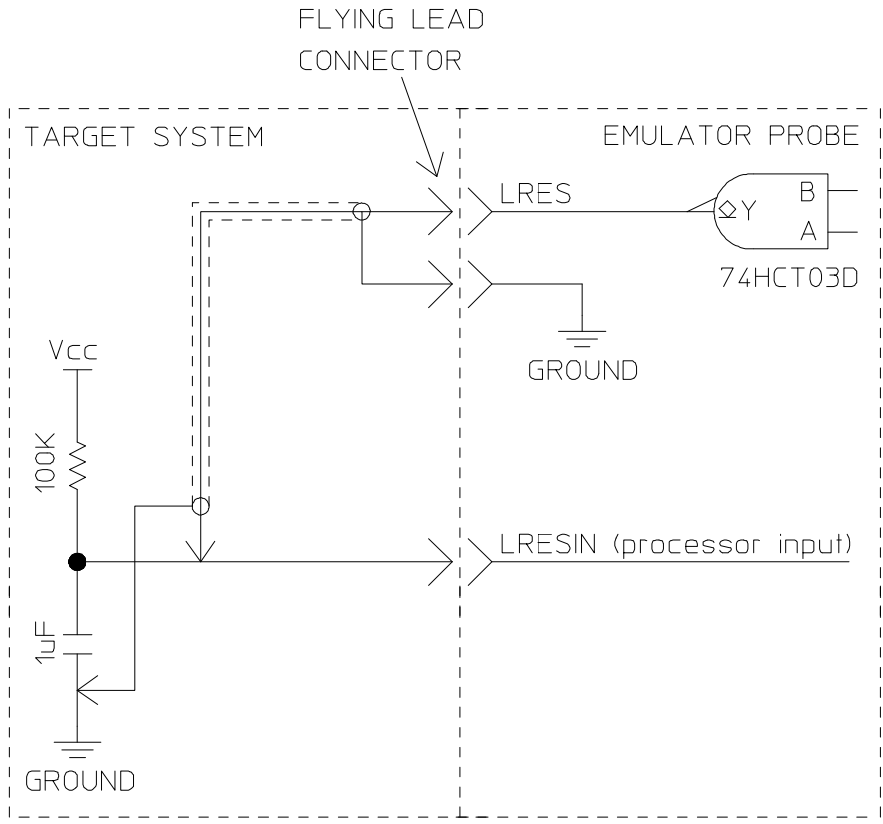 FLYING LEAD
CONNECTOR
TARGET SYSTEM
EMULATOR PROBE
LRES
B
Y
A
74HCT03D
GROUND
Vcc
100K
LRESIN (processor input)
1uF
GROUND